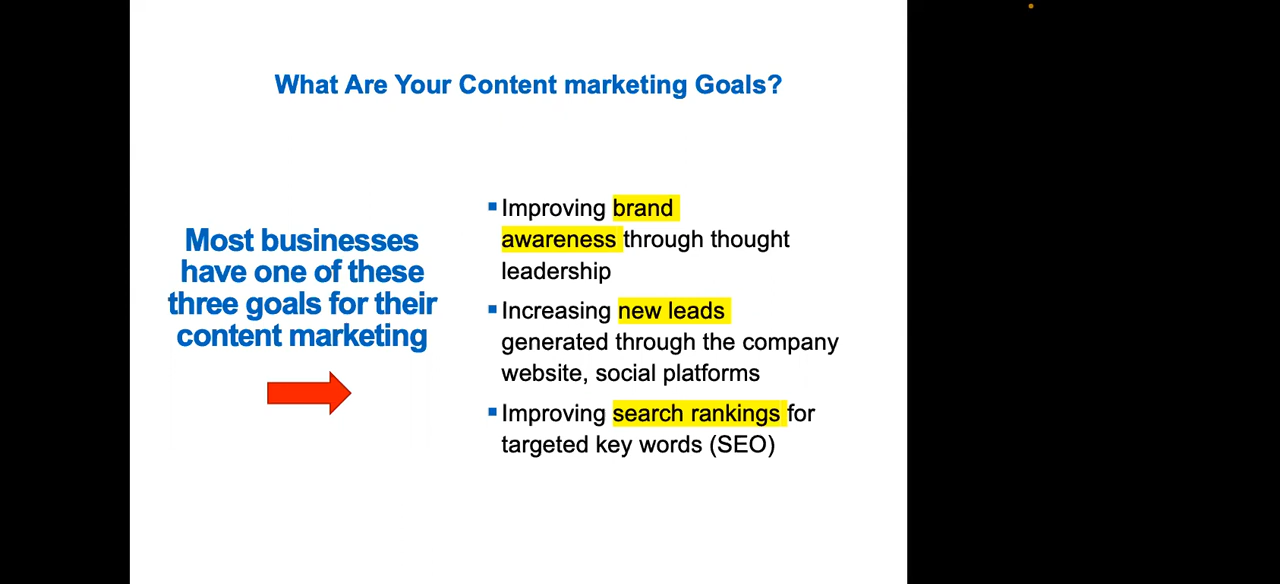 What Are Your Content marketing Goals?
Most businesses
have one of these
three goals for their
content marketing
▪ Improving brand
awareness through thought
leadership
▪ Increasing new leads
generated through the company
website, social platforms
▪ Improving search rankings for
targeted key words (SEO)